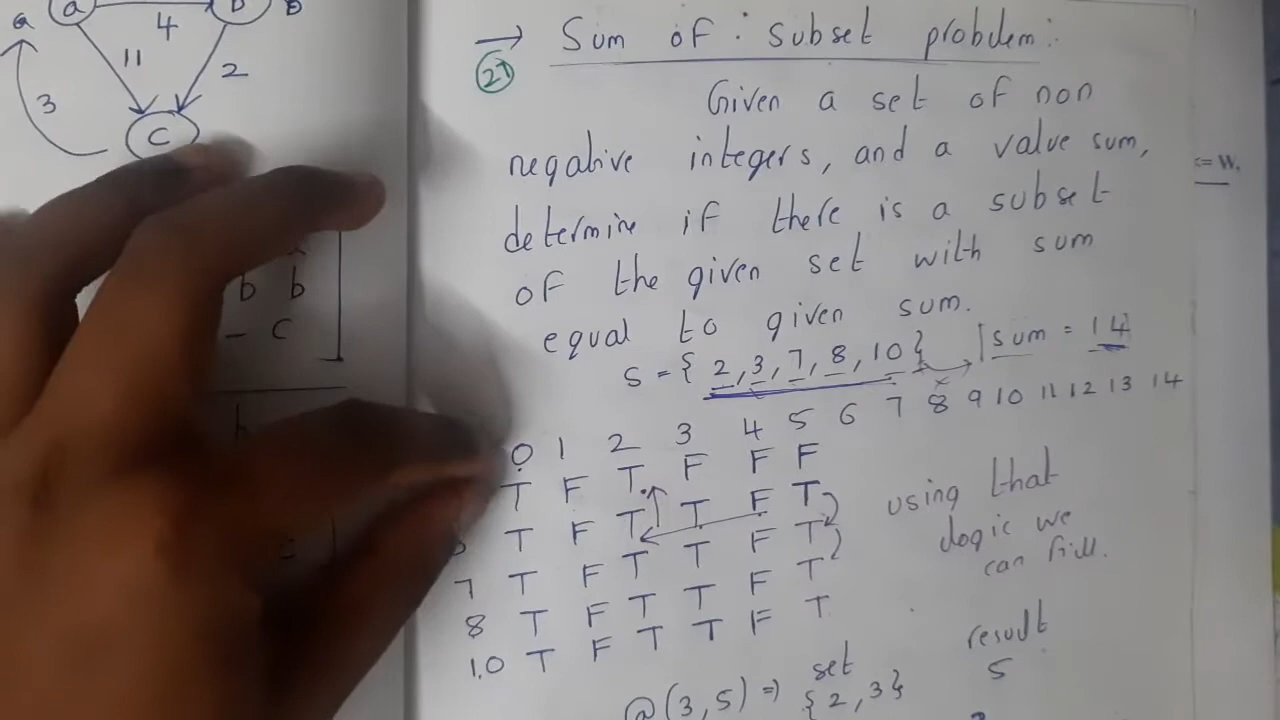 a a 4 b B
11 2
3
C
b b
- C
→ Sum of subset problem:
27
Given a set of non
negative integers, and a value sum,
<= W.
determine if there is a subset
of the given set with sum
equal to given sum.
S = { 2, 3, 7, 8, 10 } → sum = 14
0 1 2 3 4 5 6 7 8 9 10 11 12 13 14
T F T F F F
T F T T F T
7 T F T T F T
8 T F T T F T
10 T F T T F T
using that
logic we
can fill.
set result
@ (3, 5) => { 2, 3 } 5